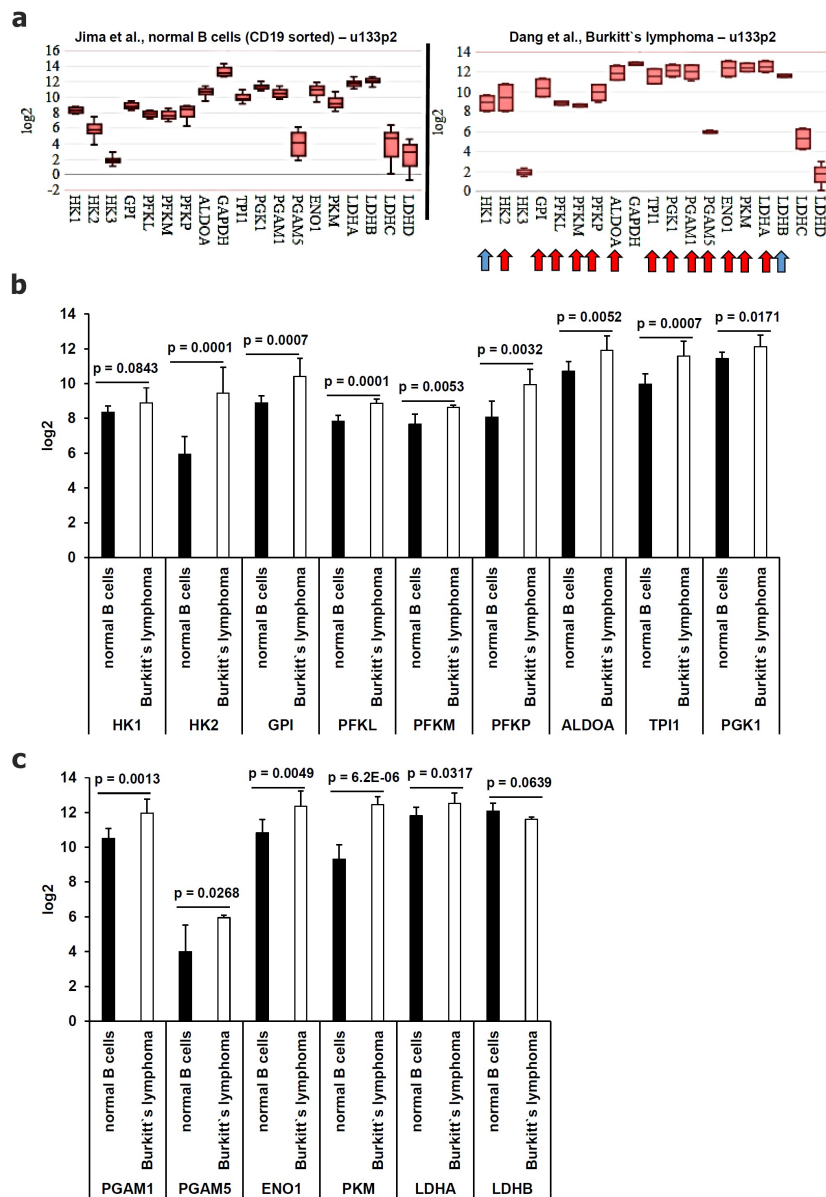 a
Jima et al., normal B cells (CD19 sorted) – u133p2
Dang et al., Burkitt`s lymphoma – u133p2
log2
16
14
12
10
8
6
4
2
0
-2
HK1 HK2 HK3 GPI PFKL PFKM PFKP ALDOA GAPDH TPI1 PGK1 PGAM1 PGAM5 ENO1 PKM LDHA LDHB LDHC LDHD
log2
14
12
10
8
6
4
2
0
HK1 HK2 HK3 GPI PFKL PFKM PFKP ALDOA GAPDH TPI1 PGK1 PGAM1 PGAM5 ENO1 PKM LDHA LDHB LDHC LDHD
b
log2
14
12
10
8
6
4
2
0
p = 0.0843
p = 0.0001
p = 0.0007
p = 0.0001
p = 0.0053
p = 0.0032
p = 0.0052
p = 0.0007
p = 0.0171
normal B cells
Burkitt`s lymphoma
normal B cells
Burkitt`s lymphoma
normal B cells
Burkitt`s lymphoma
normal B cells
Burkitt`s lymphoma
normal B cells
Burkitt`s lymphoma
normal B cells
Burkitt`s lymphoma
normal B cells
Burkitt`s lymphoma
normal B cells
Burkitt`s lymphoma
normal B cells
Burkitt`s lymphoma
HK1 HK2 GPI PFKL PFKM PFKP ALDOA TPI1 PGK1
c
log2
14
12
10
8
6
4
2
0
p = 0.0013
p = 0.0268
p = 0.0049
p = 6.2E-06
p = 0.0317
p = 0.0639
normal B cells
Burkitt`s lymphoma
normal B cells
Burkitt`s lymphoma
normal B cells
Burkitt`s lymphoma
normal B cells
Burkitt`s lymphoma
normal B cells
Burkitt`s lymphoma
normal B cells
Burkitt`s lymphoma
PGAM1 PGAM5 ENO1 PKM LDHA LDHB